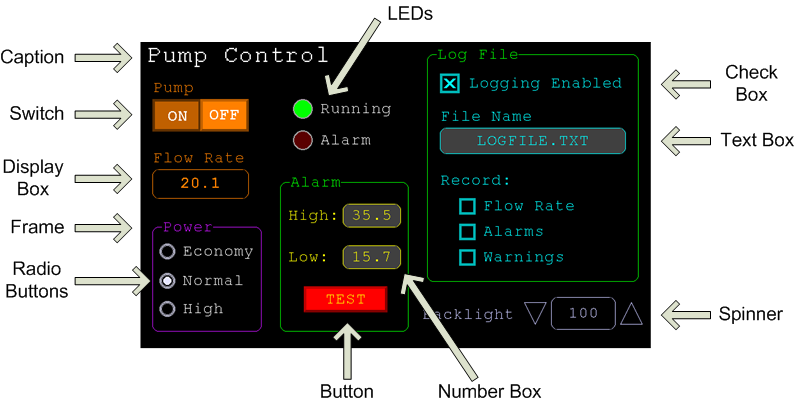 LEDs
Caption
Pump Control
Log File
Pump
Logging Enabled
Check
Box
Switch
ON OFF
Running
File Name
Alarm
LOGFILE.TXT
Text Box
Display
Box
Flow Rate
20.1
Alarm
Record:
High: 35.5
Flow Rate
Frame
Power
Alarms
Economy
Low: 15.7
Warnings
Radio
Buttons
Normal
High
TEST
Backlight 100
Spinner
Button
Number Box